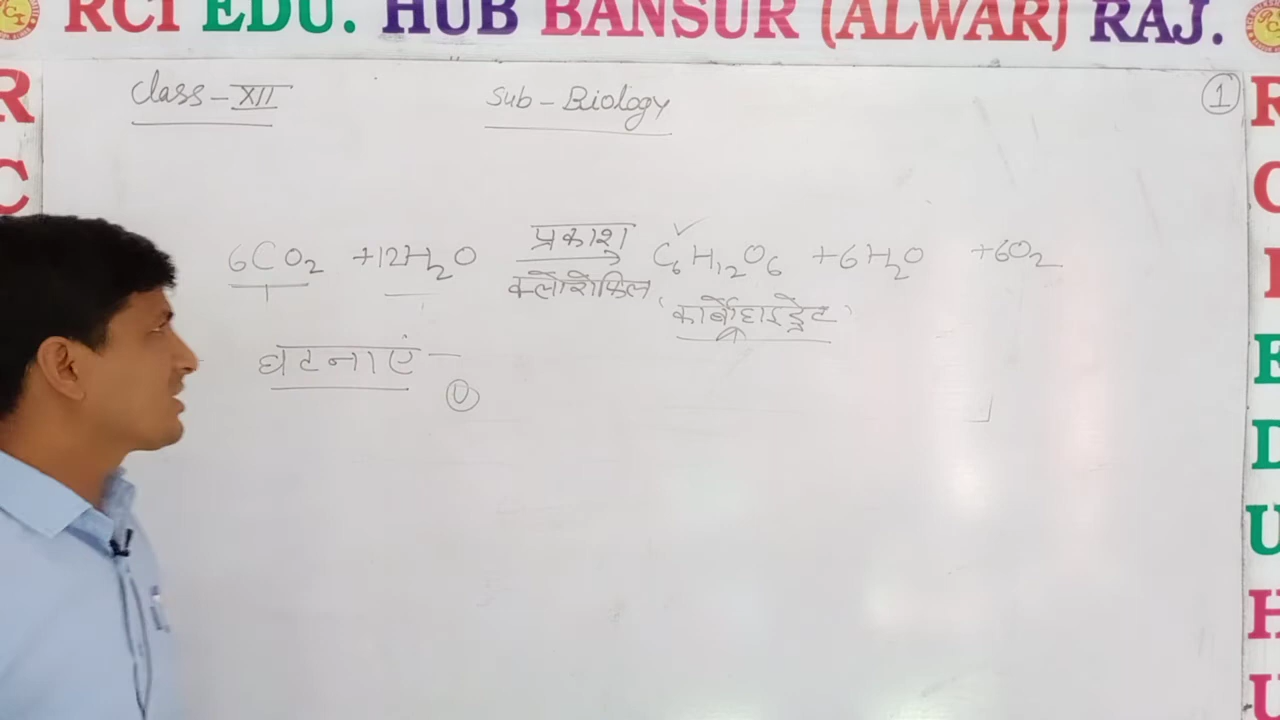 RCI EDU. HUB BANSUR (ALWAR) RAJ.
Class-XII Sub-Biology 1
6CO₂ +12H₂O प्रकाश C₆H₁₂O₆ +6H₂O +6O₂
क्लोरोफिल
'कार्बोहाइड्रेट'
घटनाएं-
R C
R C I E D U H U